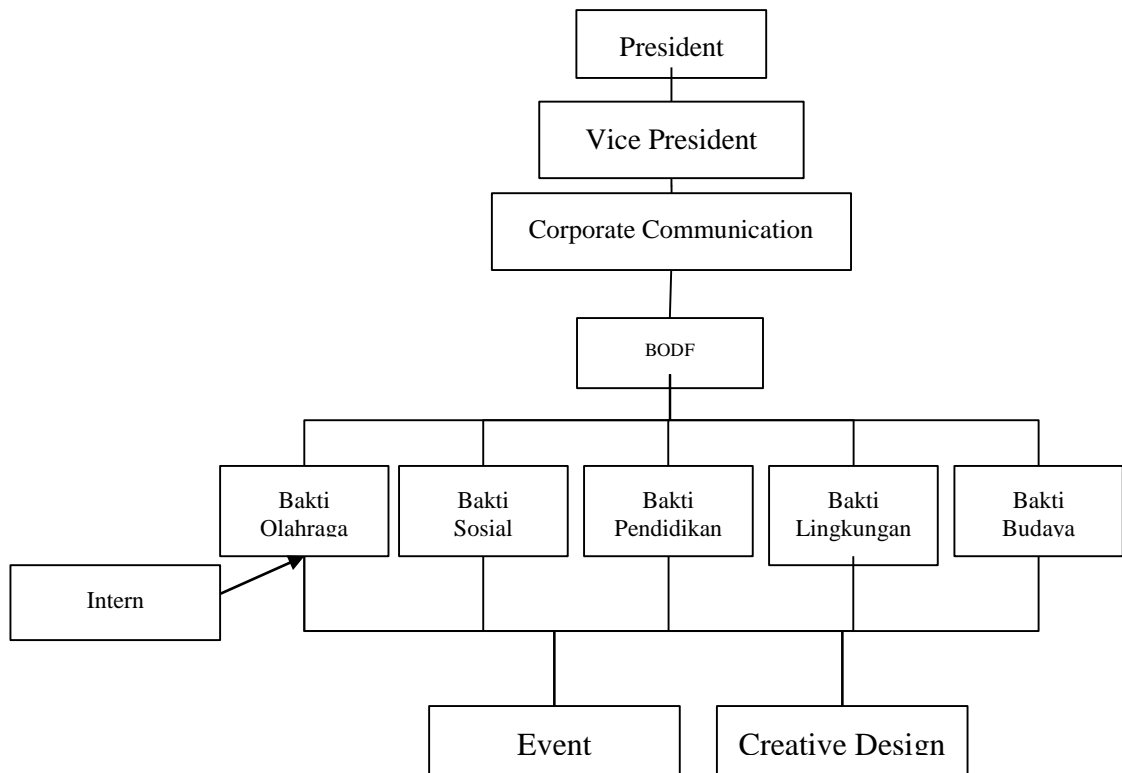 President
Vice President
Corporate Communication
BODF
Bakti
Olahraga
Bakti
Sosial
Bakti
Pendidikan
Bakti
Lingkungan
Bakti
Budaya
Intern
Event
Creative Design